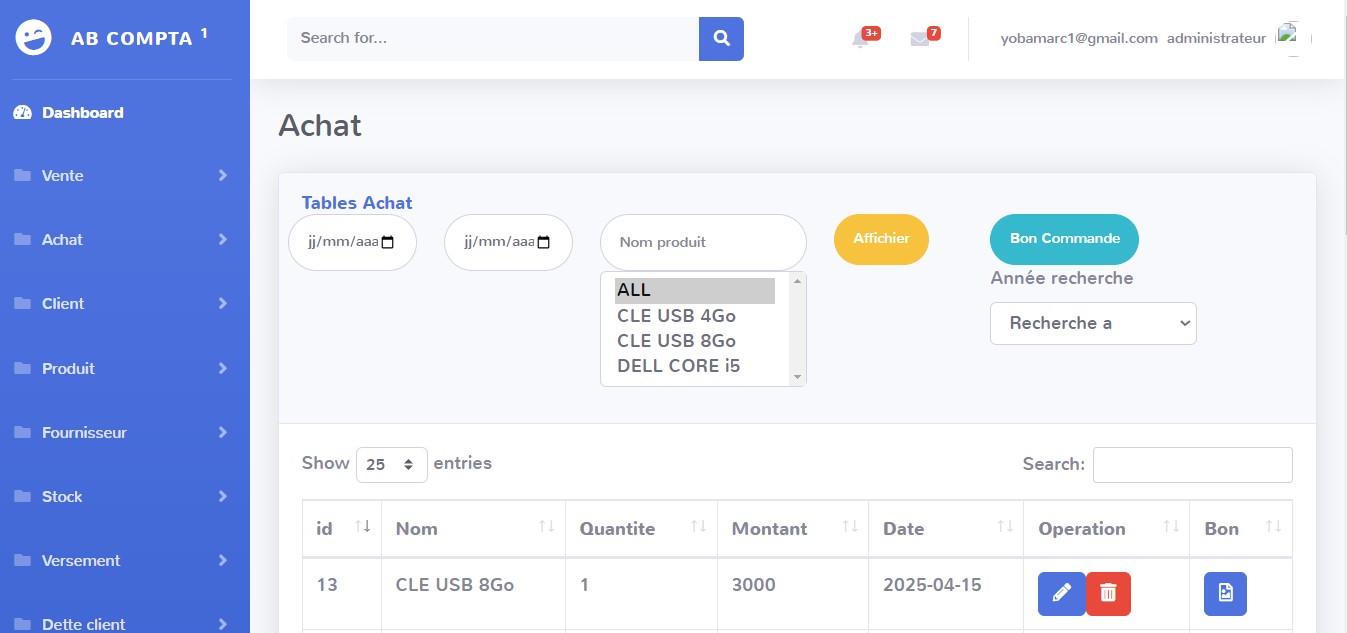 AB COMPTA 1
Search for...
3+
7
yobamarc1@gmail.com administrateur
Dashboard
Vente
Achat
Client
Produit
Fournisseur
Stock
Versement
Dette client
Achat
Tables Achat
jj/mm/aaa
jj/mm/aaa
Nom produit
Affichier
Bon Commande
ALL
CLE USB 4Go
CLE USB 8Go
DELL CORE i5
Année recherche
Recherche a
Show 25 entries
Search:
id Nom Quantite Montant Date Operation Bon
13 CLE USB 8Go 1 3000 2025-04-15